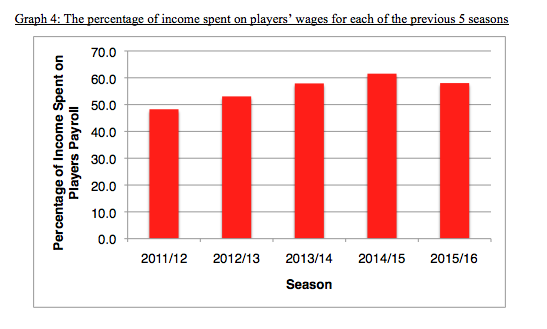 Graph 4: The percentage of income spent on players' wages for each of the previous 5 seasons
Percentage of Income Spent on
Players Payroll
70.0
60.0
50.0
40.0
30.0
20.0
10.0
0.0
2011/12 2012/13 2013/14 2014/15 2015/16
Season